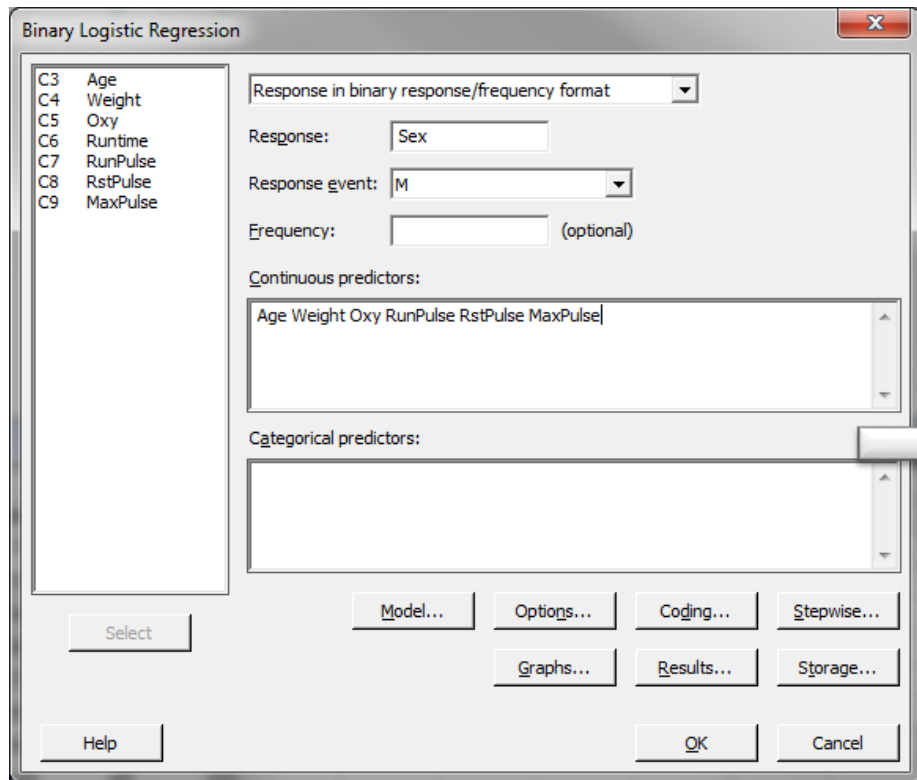 Binary Logistic Regression
x
C3 Age
C4 Weight
C5 Oxy
C6 Runtime
C7 RunPulse
C8 RstPulse
C9 MaxPulse
Response in binary response/frequency format
Response: Sex
Response event: M
Frequency: (optional)
Continuous predictors:
Age Weight Oxy RunPulse RstPulse MaxPulse
Categorical predictors:
Model... Options... Coding... Stepwise...
Select
Graphs... Results... Storage...
Help OK Cancel